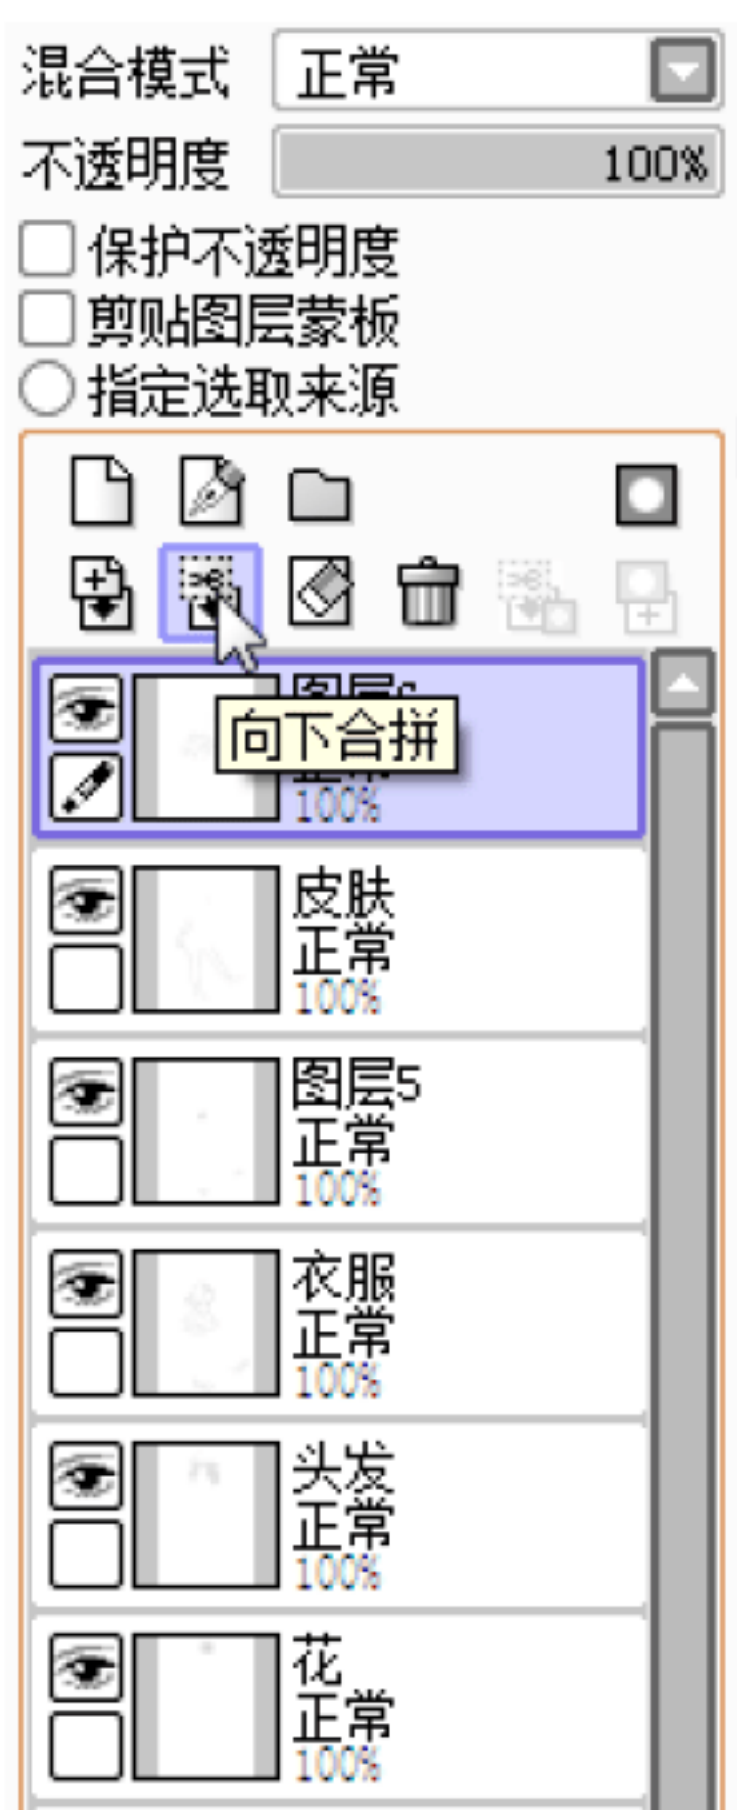 混合模式 正常
不透明度 100%
保护不透明度
剪贴图层蒙板
指定选取来源
向下合拼
100%
皮肤
正常
100%
图层5
正常
100%
衣服
正常
100%
头发
正常
100%
花
正常
100%